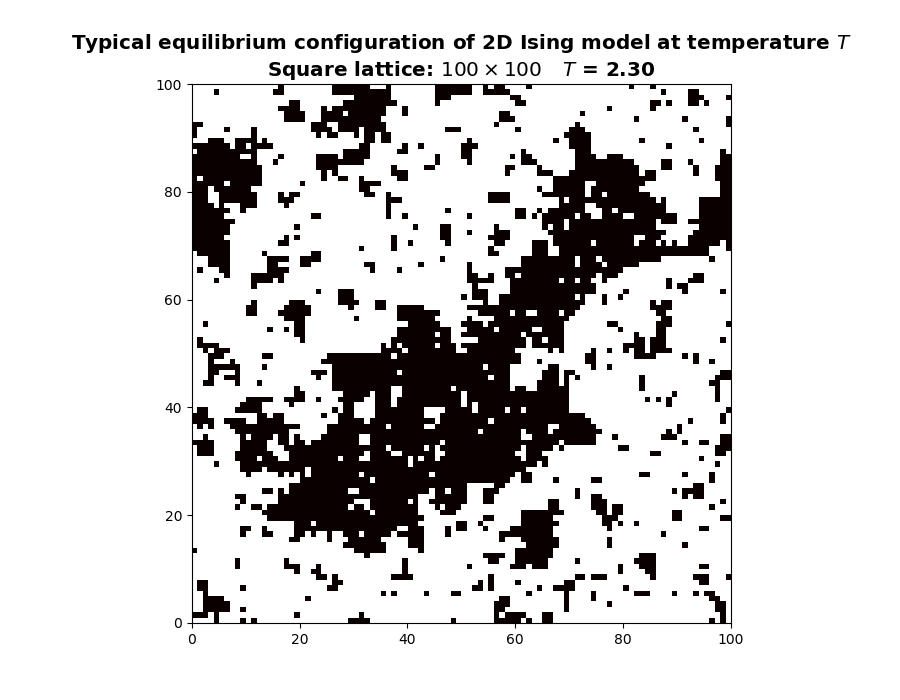 Typical equilibrium configuration of 2D Ising model at temperature T
Square lattice: 100 × 100 T = 2.30
100
80
60
40
20
0
0 20 40 60 80 100